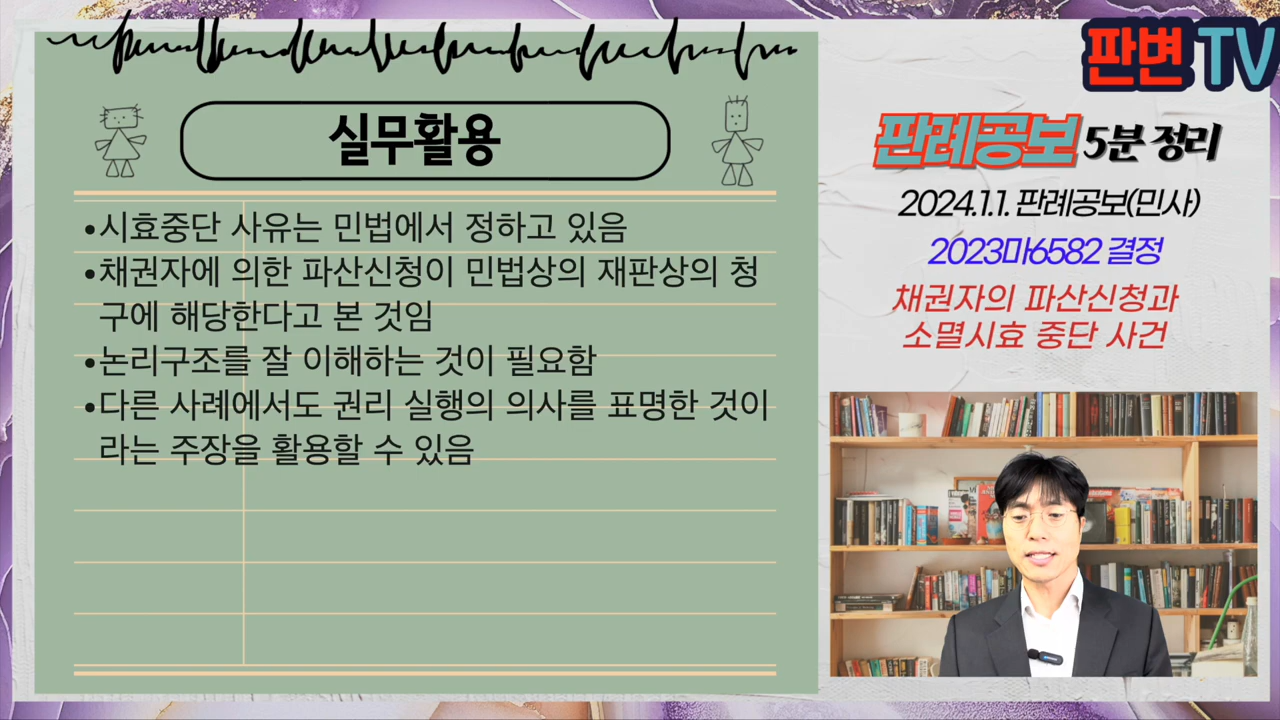 실무활용
•시효중단 사유는 민법에서 정하고 있음
•채권자에 의한 파산신청이 민법상의 재판상의 청
구에 해당한다고 본 것임
•논리구조를 잘 이해하는 것이 필요함
•다른 사례에서도 권리 실행의 의사를 표명한 것이
라는 주장을 활용할 수 있음
판변 TV
판례공보 5분 정리
2024.1.1. 판례공보(민사)
2023마6582 결정
채권자의 파산신청과
소멸시효 중단 사건